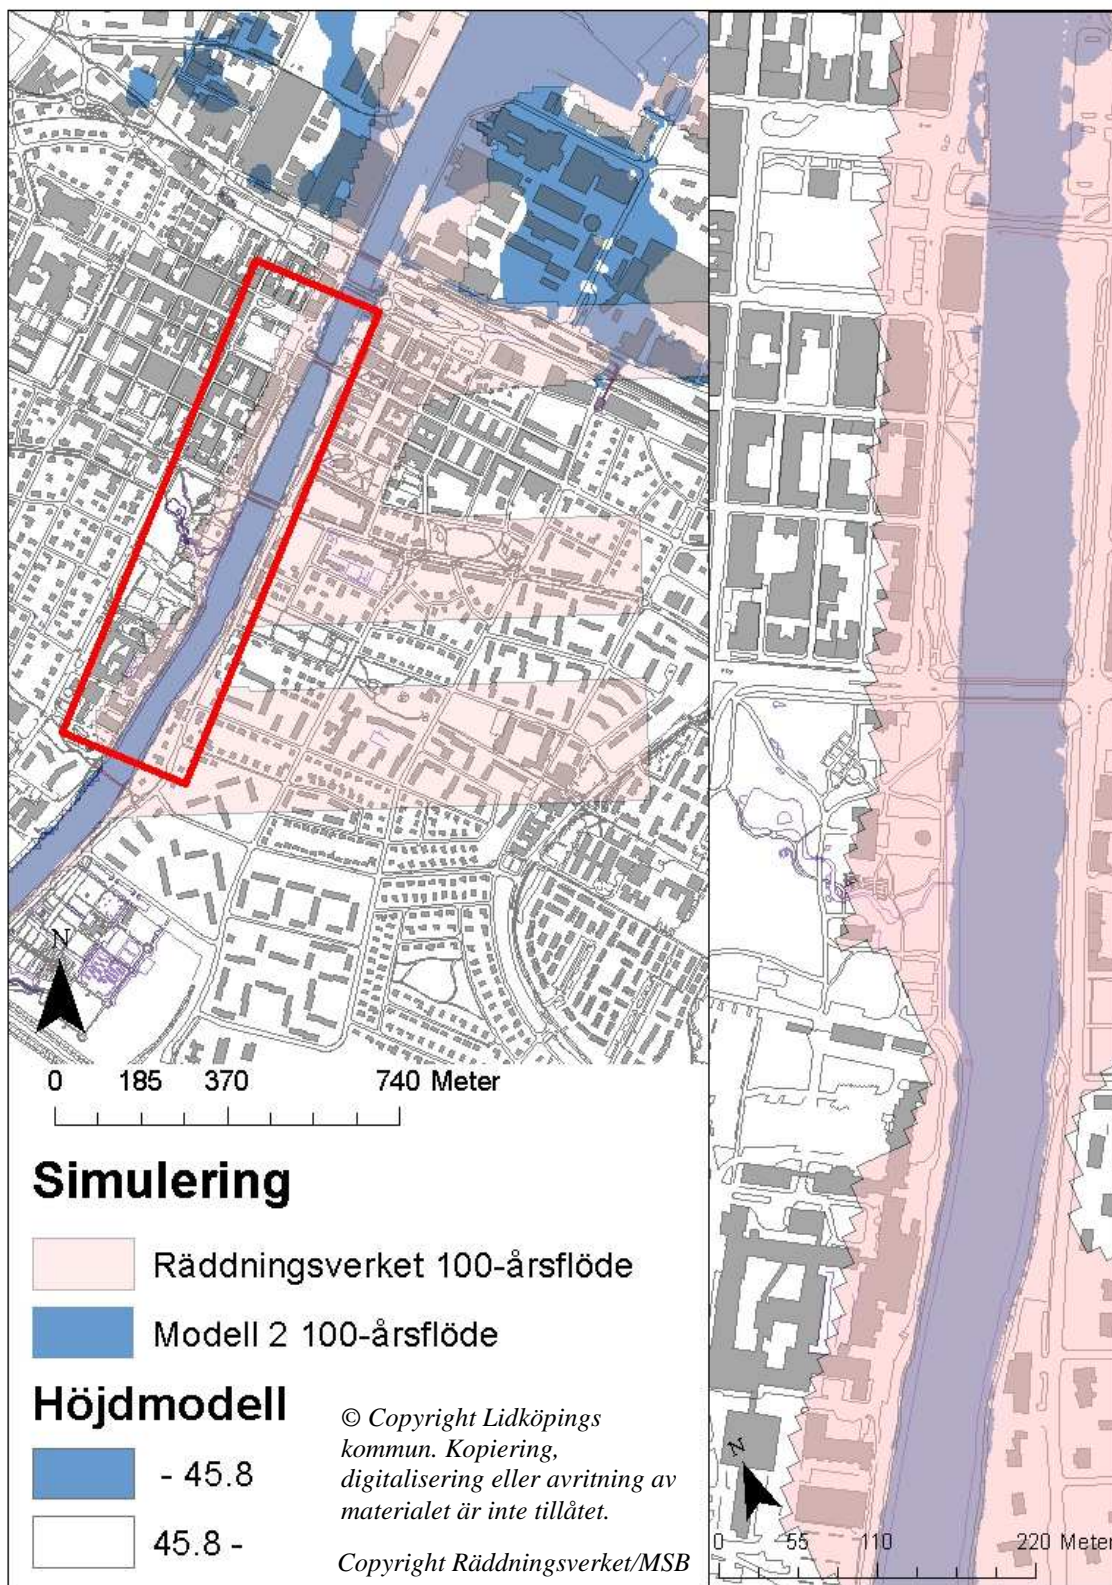 N
0 185 370 740 Meter
Simulering
Räddningsverket 100-årsflöde
Modell 2 100-årsflöde
Höjdmodell
- 45.8
45.8 -
© Copyright Lidköpings
kommun. Kopiering,
digitalisering eller avritning av
materialet är inte tillåtet.
Copyright Räddningsverket/MSB
N
0 55 110 220 Meter